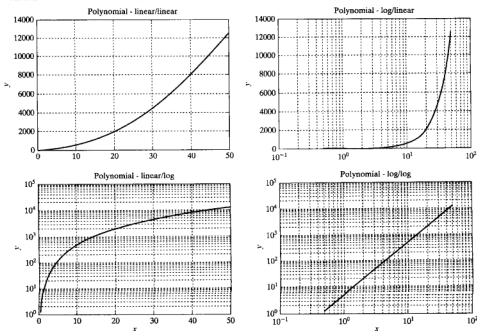 Polynomial - linear/linear
14000
12000
10000
8000
6000
4000
2000
0
y
0 10 20 30 40 50
Polynomial - log/linear
14000
12000
10000
8000
6000
4000
2000
0
y
10⁻¹ 10⁰ 10¹ 10²
Polynomial - linear/log
10⁵
10⁴
10³
10²
10¹
10⁰
y
0 10 20 30 40 50
x
Polynomial - log/log
10⁵
10⁴
10³
10²
10¹
10⁰
y
10⁻¹ 10⁰ 10¹ 10²
x